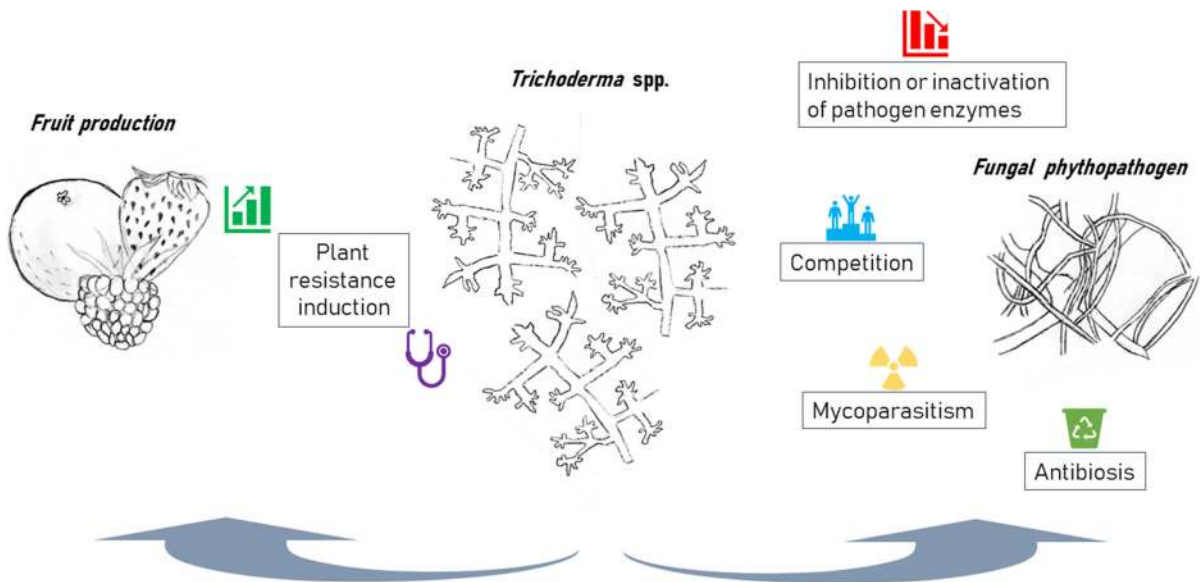 Fruit production
Plant
resistance
induction
Trichoderma spp.
Inhibition or inactivation
of pathogen enzymes
Fungal phythopathogen
Competition
Mycoparasitism
Antibiosis